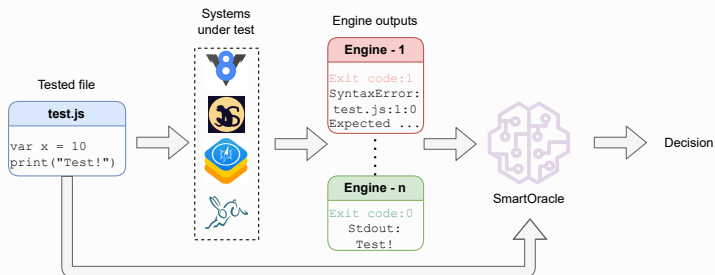 Tested file
test.js
var x = 10
print("Test!")
Systems
under test
Engine outputs
Engine - 1
Exit code:1
SyntaxError:
test.js:1:0
Expected ...
Engine - n
Exit code:0
Stdout:
Test!
SmartOracle
Decision